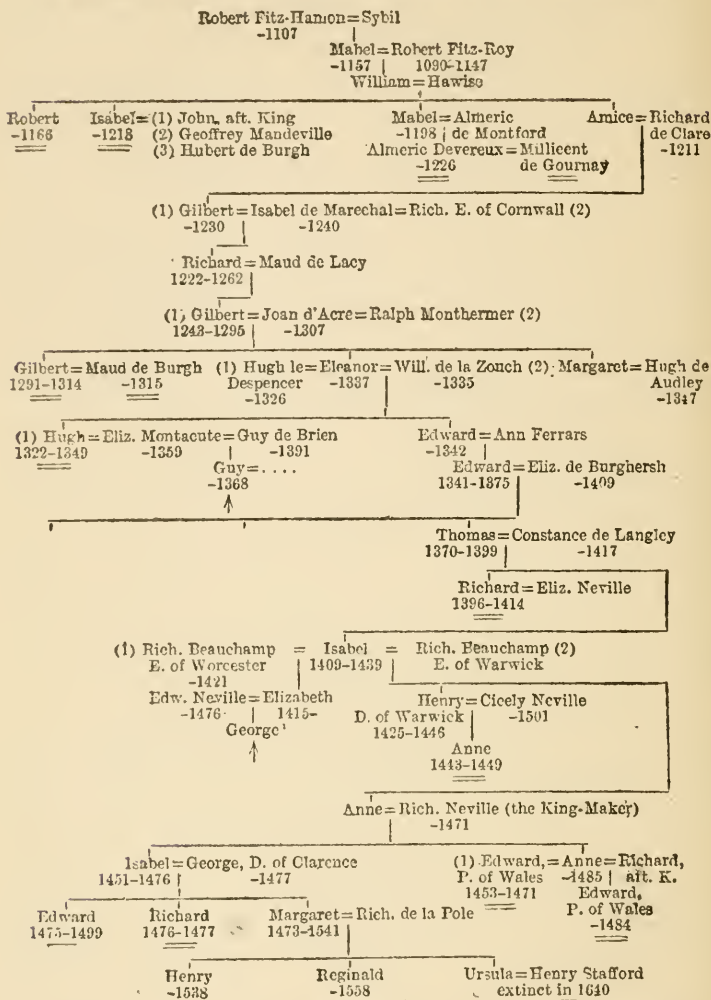 Robert Fitz-Hamon=Sybil
-1107
Mabel=Robert Fitz-Roy
-1157 1090-1147
William=Hawise
Robert Isabel=(1) John, aft. King Mabel=Almeric Amice=Richard
-1166 -1218 (2) Geoffrey Mandeville -1198 de Montford de Clare
(3) Hubert de Burgh Almeric Devereux=Millicent -1211
-1226 de Gournay
(1) Gilbert=Isabel de Marechal=Rich. E. of Cornwall (2)
-1230 -1240
Richard=Maud de Lacy
1222-1262
(1) Gilbert=Joan d'Acre=Ralph Monthermer (2)
1243-1295 -1307
Gilbert=Maud de Burgh (1) Hugh le=Eleanor=Will. de la Zouch (2) Margaret=Hugh de
1291-1314 -1315 Despencer -1337 -1335 Audley
-1326 -1347
(1) Hugh=Eliz. Montacute=Guy de Brien Edward=Ann Ferrars
1322-1349 -1359 -1391 -1342
Guy=.... Edward=Eliz. de Burghersh
-1368 1341-1375 -1409
Thomas=Constance de Langley
1370-1399 -1417
Richard=Eliz. Neville
1396-1414
(1) Rich. Beauchamp = Isabel = Rich. Beauchamp (2)
E. of Worcester 1409-1439 E. of Warwick
-1421
Edw. Neville=Elizabeth Henry=Cicely Neville
-1476 1415- D. of Warwick -1501
George 1425-1446
Anne
1443-1449
Anne=Rich. Neville (the King-Maker)
-1471
Isabel=George, D. of Clarence (1) Edward,=Anne=Richard,
1451-1476 -1477 P. of Wales -1485 aft. K.
1453-1471 Edward,
Edward Richard Margaret=Rich. de la Pole P. of Wales
1475-1499 1476-1477 1473-1541 -1484
Henry Reginald Ursula=Henry Stafford
-1538 -1558 extinct in 1640